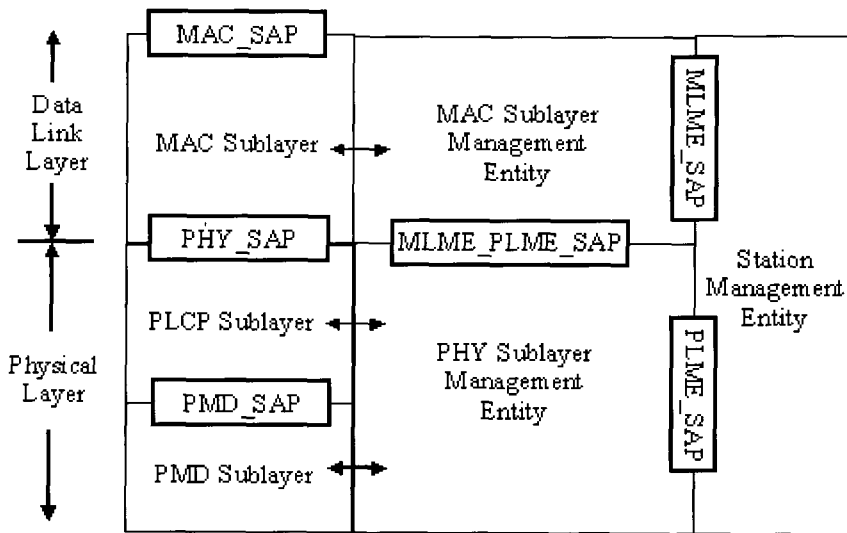 MAC_SAP
Data
Link
Layer
MAC Sublayer
MAC Sublayer
Management
Entity
MLME_SAP
PHY_SAP
MLME_PLME_SAP
Station
Management
Entity
PLCP Sublayer
Physical
Layer
PHY Sublayer
Management
Entity
PLME_SAP
PMD_SAP
PMD Sublayer